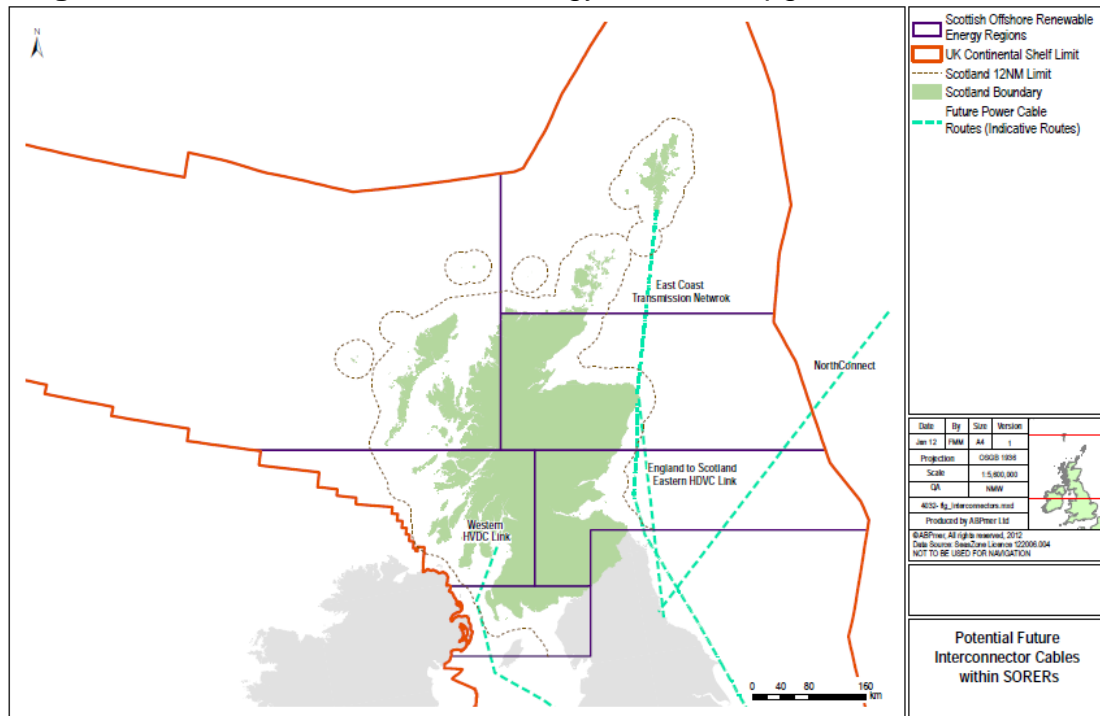 N
East Coast
Transmission Netwrok
NorthConnect
England to Scotland
Eastern HDVC Link
Western
HVDC Link
0 40 80 160
km
Scottish Offshore Renewable
Energy Regions
UK Continental Shelf Limit
Scotland 12NM Limit
Scotland Boundary
Future Power Cable
Routes (Indicative Routes)
Date By Size Version
Jan 12 FMM A4 1
Projection OSGB 1936
Scale 1:5,600,000
QA NMW
4032- fig_interconnectors.mxd
Produced by ABPmer Ltd
©ABPmer, All rights reserved, 2012
Data Source: SeaZone Licence 122006.004
NOT TO BE USED FOR NAVIGATION
Potential Future
Interconnector Cables
within SORERs